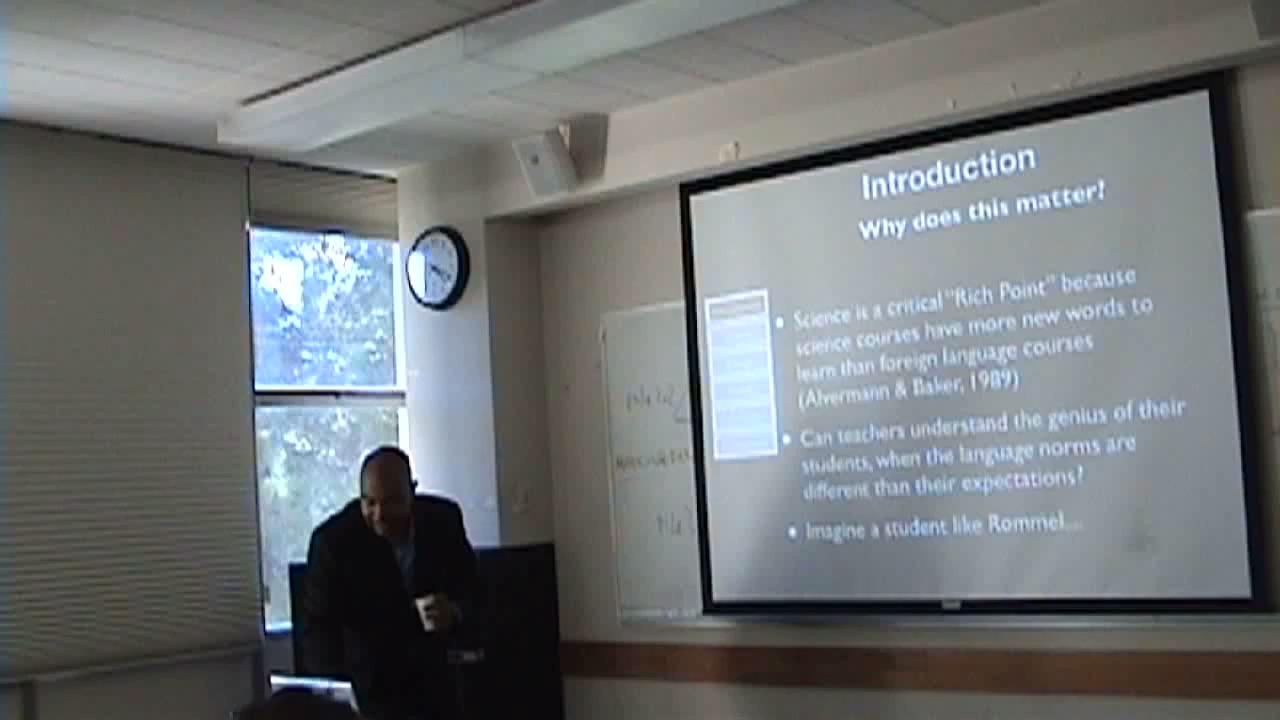 Introduction
Why does this matter?
• Science is a critical "Rich Point" because
science courses have more new words to
learn than foreign language courses
(Alvermann & Baker, 1989)
• Can teachers understand the genius of their
students, when the language norms are
different than their expectations?
• Imagine a student like Rommel...